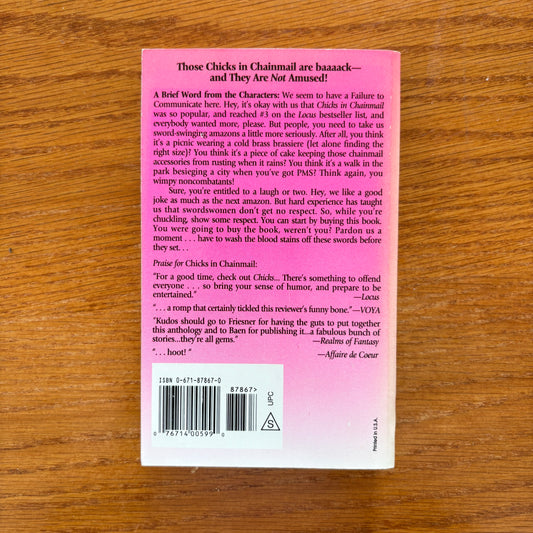 Those Chicks in Chainmail are baaaack—
and They Are Not Amused!
A Brief Word from the Characters: We seem to have a Failure to
Communicate here. Hey, it's okay with us that Chicks in Chainmail
was so popular, and reached #3 on the Locus bestseller list, and
everybody wanted more, please. But people, you need to take us
sword-swinging amazons a little more seriously. After all, you think
it's a picnic wearing a cold brass brassiere (let alone finding the
right size)? You think it's a piece of cake keeping those chainmail
accessories from rusting when it rains? You think it's a walk in the
park besieging a city when you've got PMS? Think again, you
wimpy noncombatants!
Sure, you're entitled to a laugh or two. Hey, we like a good
joke as much as the next amazon. But hard experience has taught
us that swordswomen don't get no respect. So, while you're
chuckling, show some respect. You can start by buying this book.
You were going to buy the book, weren't you? Pardon us a
moment . . . have to wash the blood stains off these swords before
they set. . .
Praise for Chicks in Chainmail:
"For a good time, check out Chicks... There's something to offend
everyone . . . so bring your sense of humor, and prepare to be
entertained." —Locus
". . . a romp that certainly tickled this reviewer's funny bone."—VOYA
"Kudos should go to Friesner for having the guts to put together
this anthology and to Baen for publishing it...a fabulous bunch of
stories...they're all gems." —Realms of Fantasy
". . . hoot!" —Affaire de Coeur
ISBN 0-671-87867-0
87867>
0 76714 00599 0
S UPC
Printed in U.S.A.